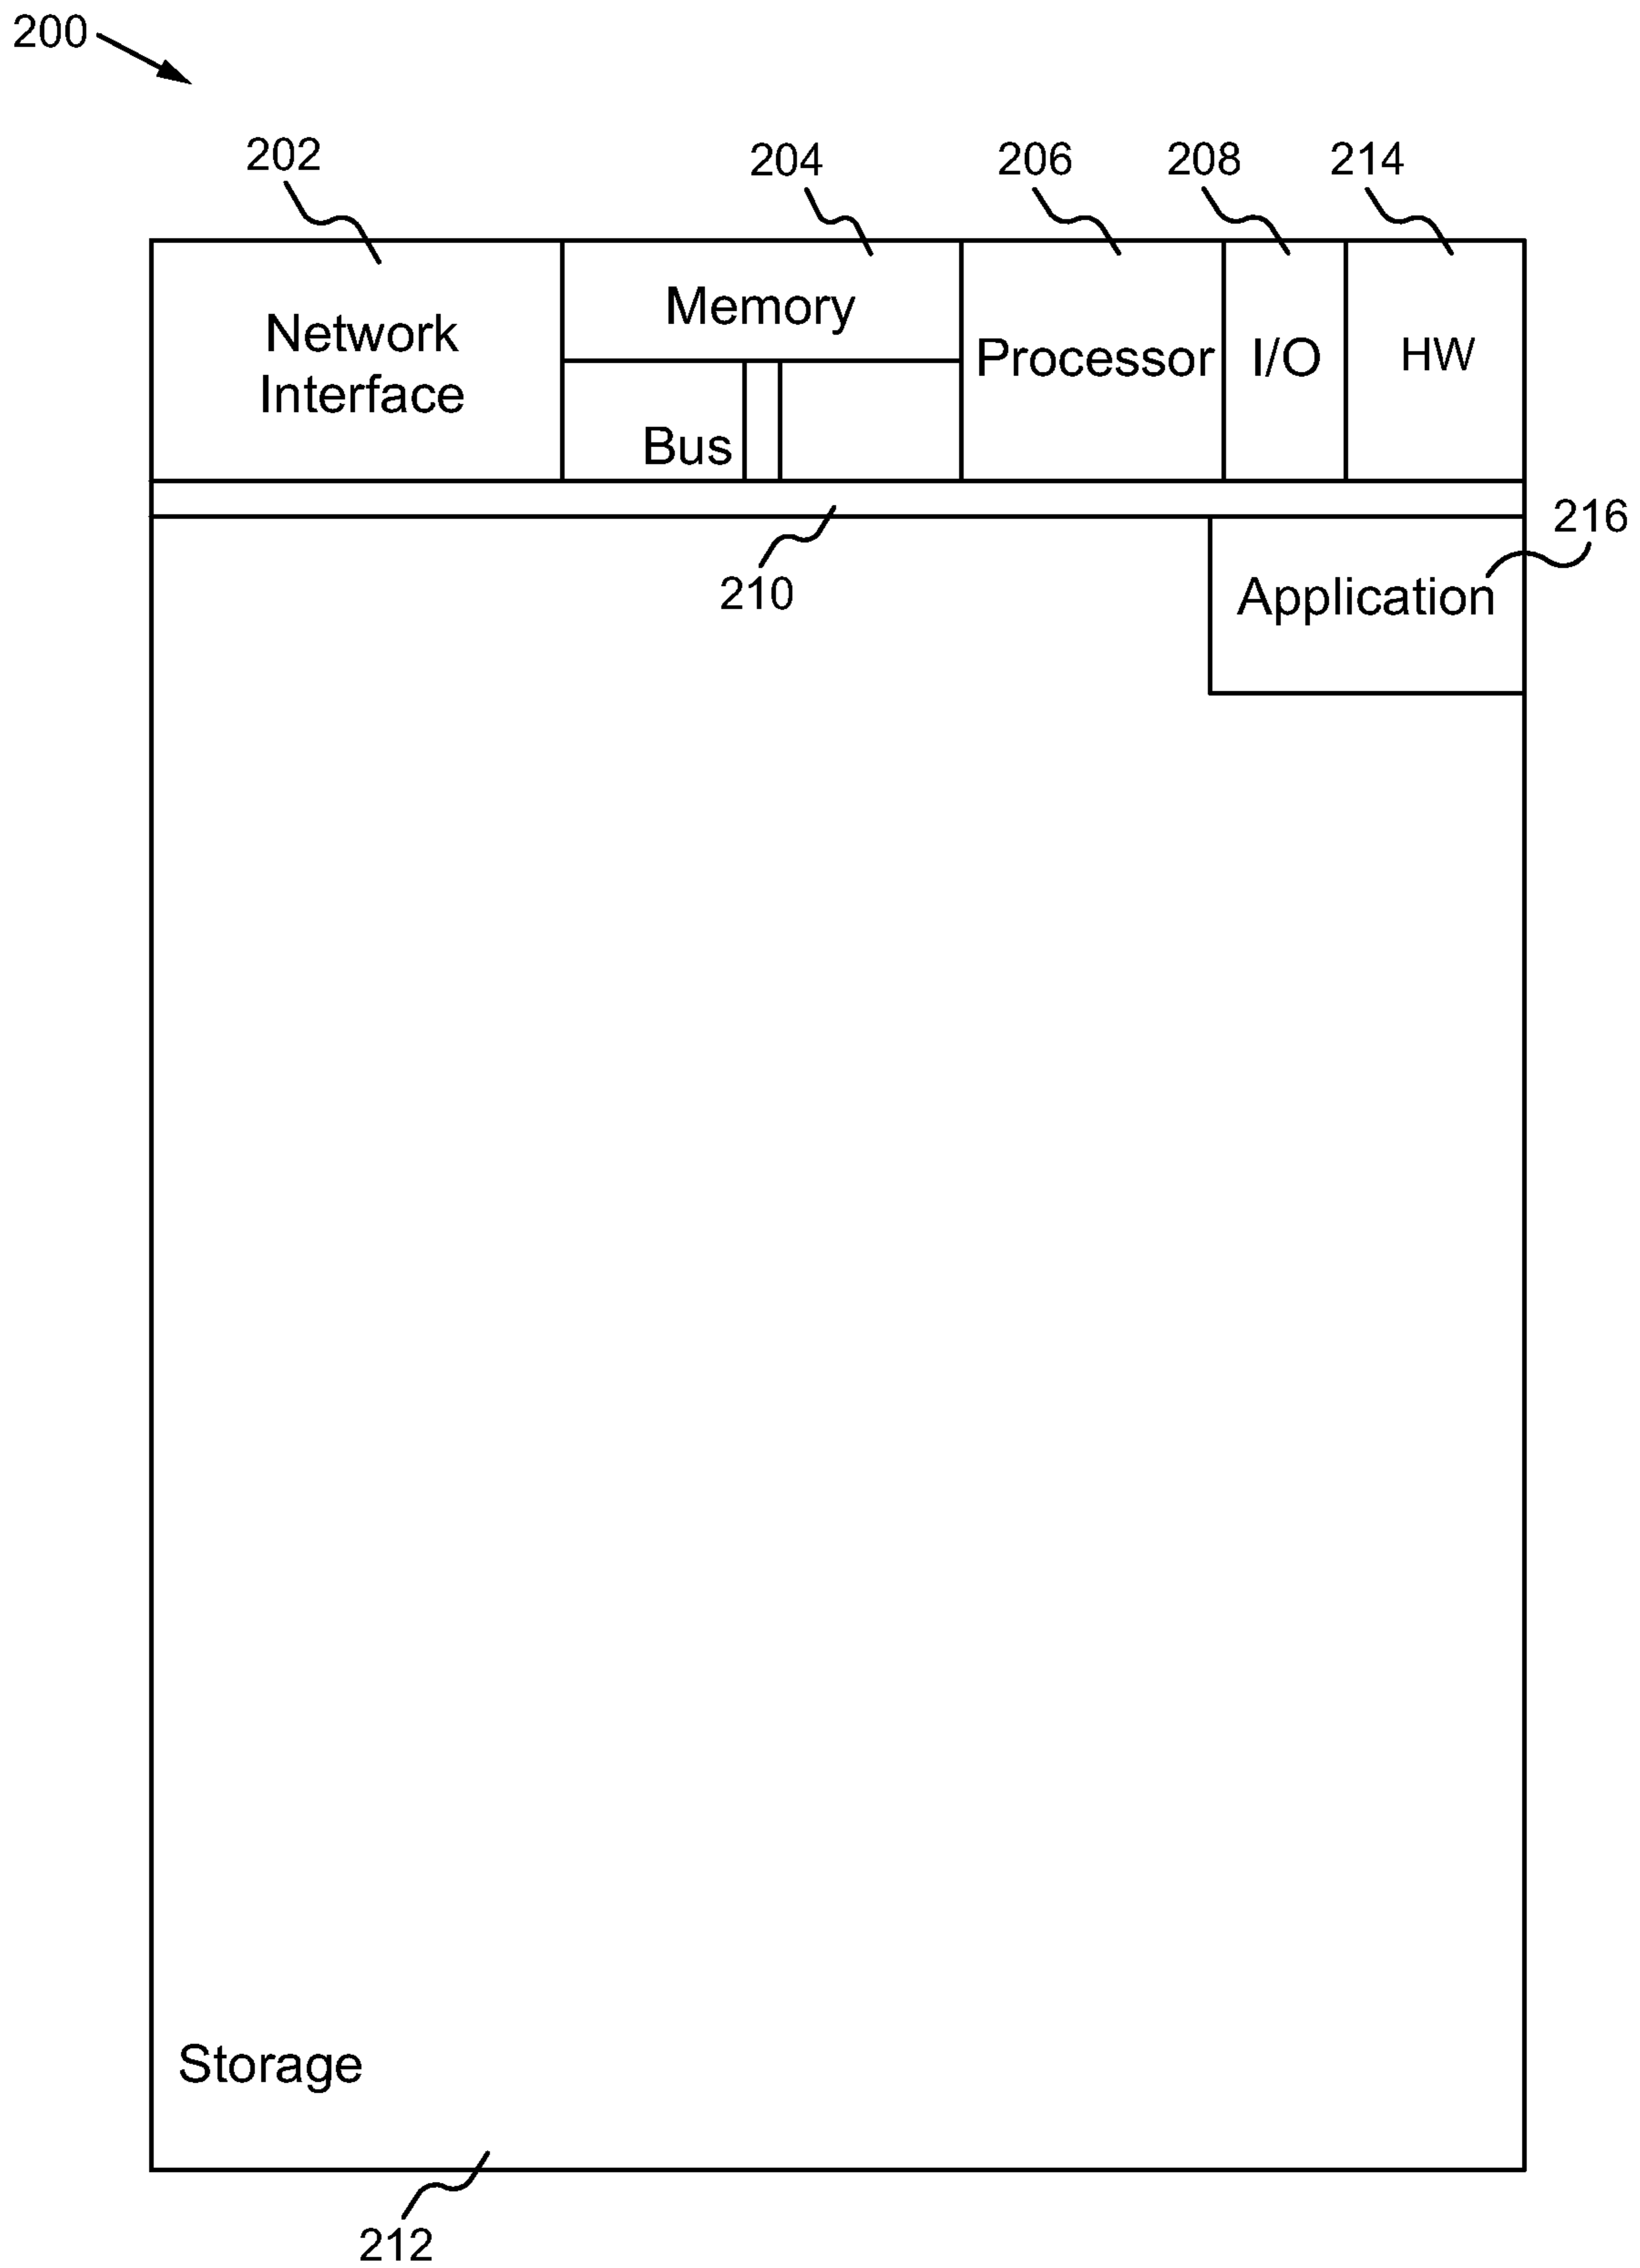 200
202
204
206
208
214
Network
Interface
Memory
Processor
I/O
HW
Bus
216
210
Application
Storage
212